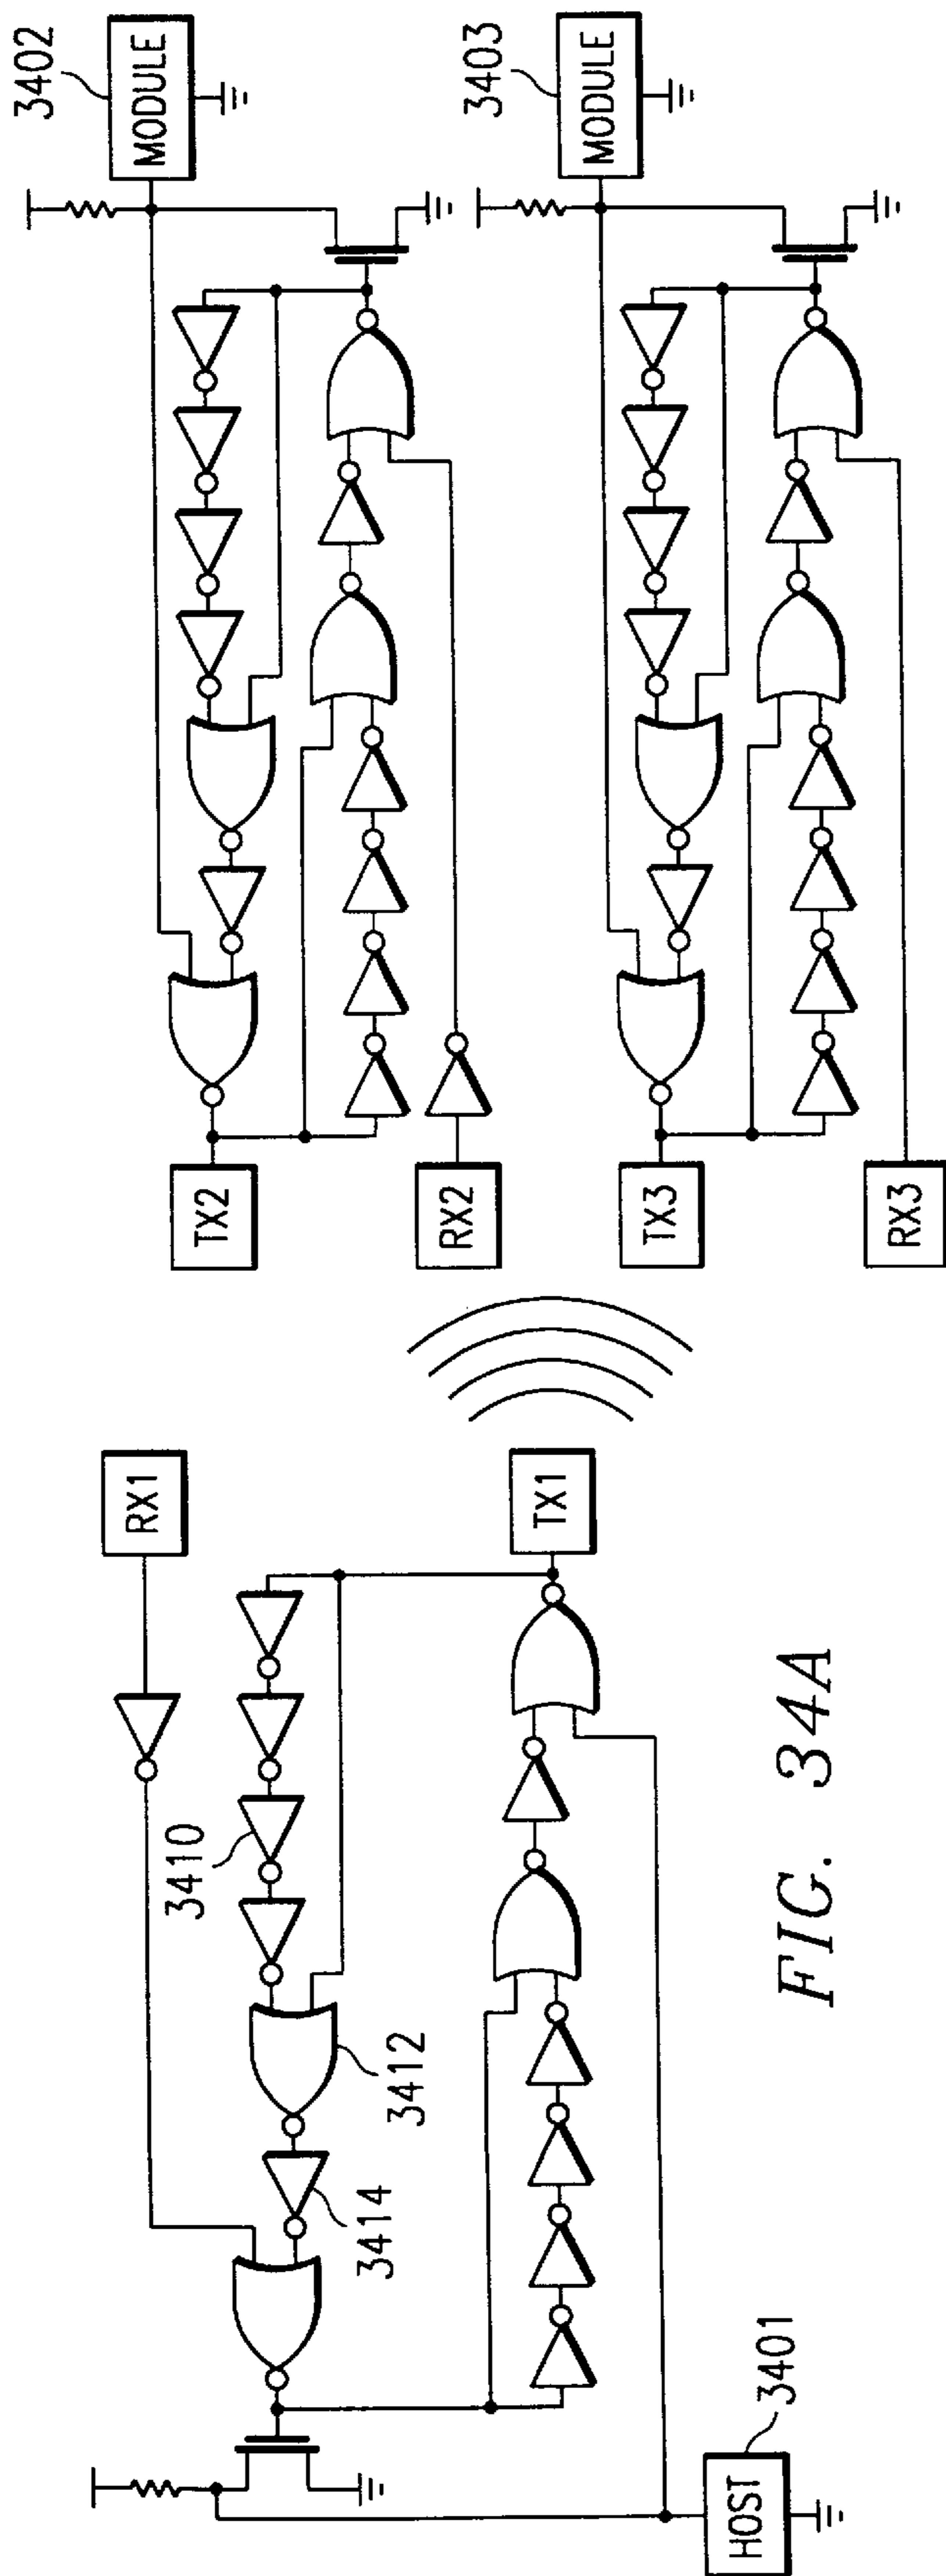 3402
MODULE
3403
MODULE
TX2
RX2
TX3
RX3
RX1
TX1
3410
3412
3414
HOST
3401
FIG. 34A